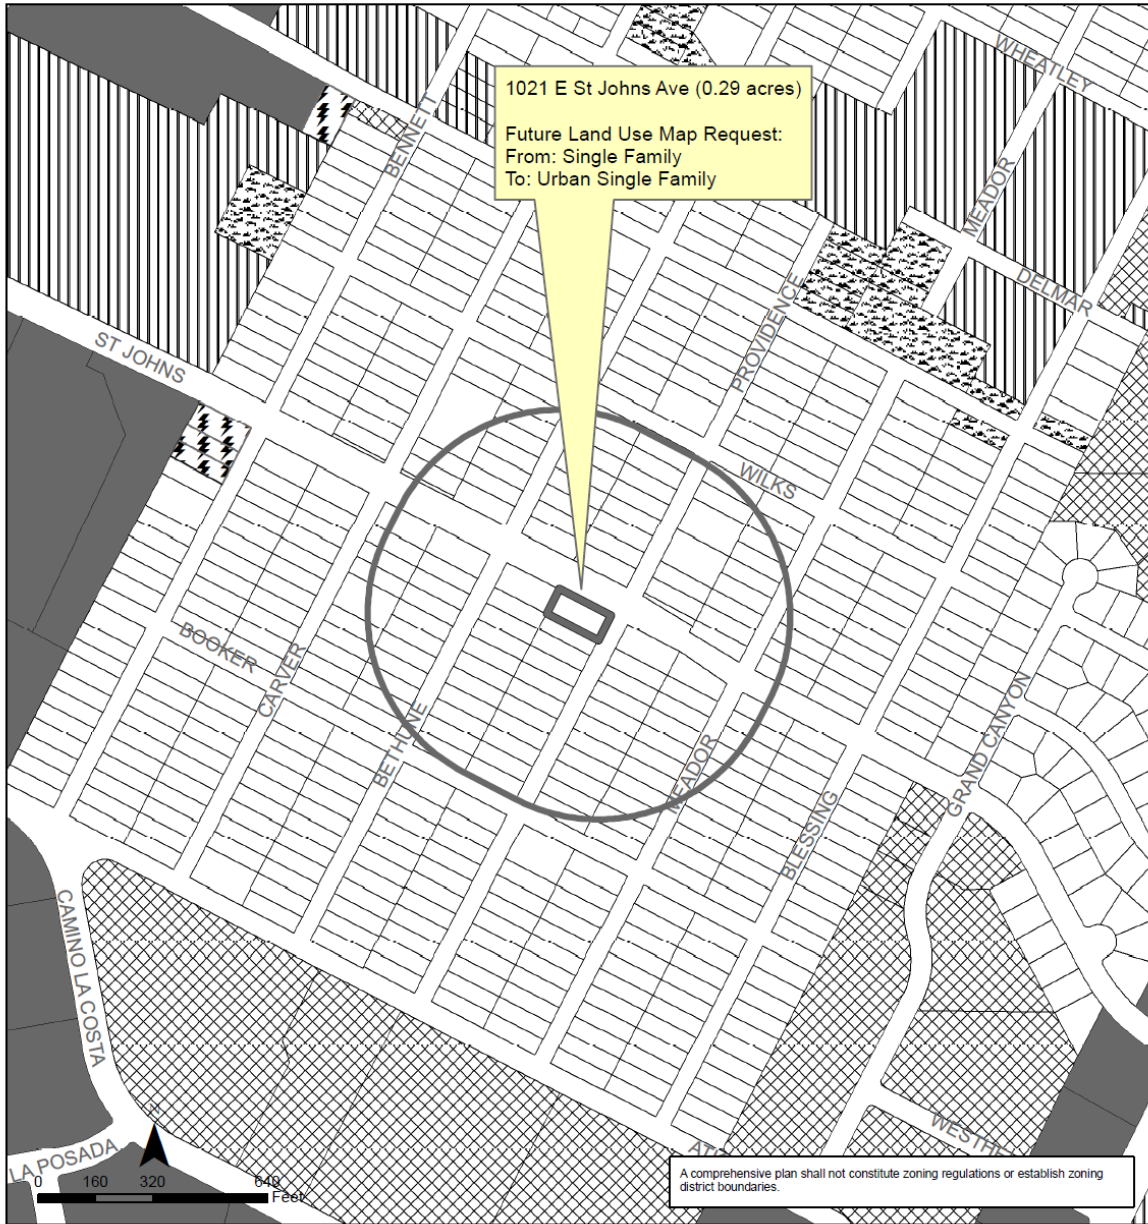 WHEATLEY
1021 E St Johns Ave (0.29 acres)
Future Land Use Map Request:
From: Single Family
To: Urban Single Family
BENNETT
MEADOR
DELMAR
PROVIDENCE
ST JOHNS
WILKS
BOOKER
CARVER
BETHUNE
MEADOR
GRAND CANYON
BLESSING
CAMINO LA COSTA
N
LA POSADA
WESTHE
0 160 320 640
Feet
A comprehensive plan shall not constitute zoning regulations or establish zoning
district boundaries.